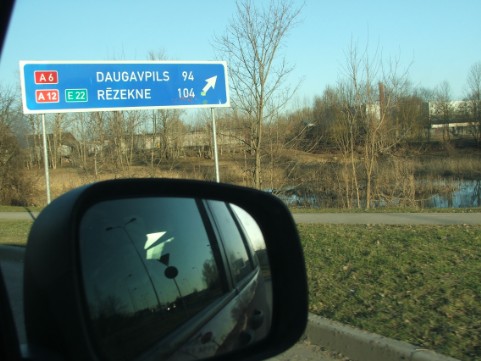 A6 DAUGAVPILS 94
A12 E22 RĒZEKNE 104